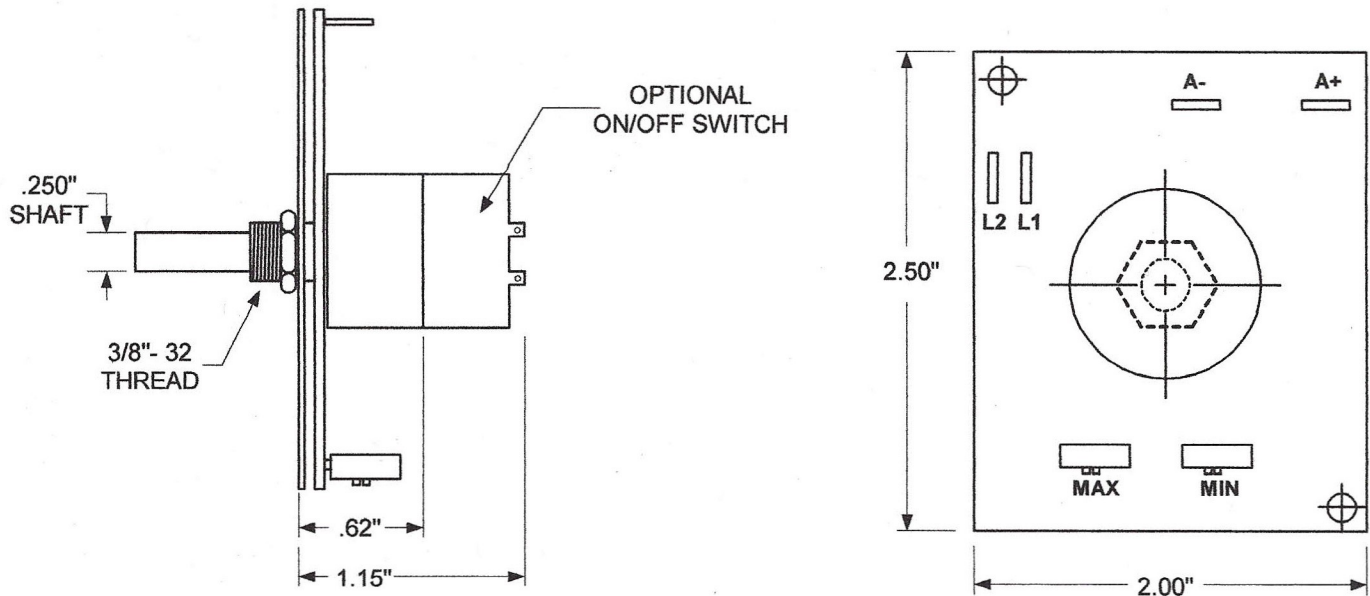 OPTIONAL
ON/OFF SWITCH
.250"
SHAFT
3/8"- 32
THREAD
.62"
1.15"
A-
A+
L2 L1
2.50"
MAX
MIN
2.00"